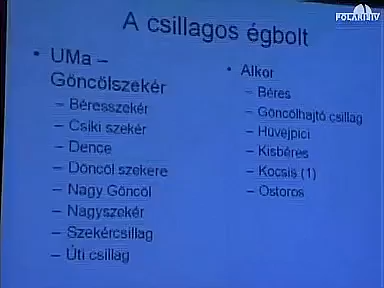 A csillagos égbolt
• UMa –
Göncölszekér
– Béresszekér
– Csiki szekér
– Dence
– Döncöl szekere
– Nagy Göncöl
– Nagyszekér
– Szekércsillag
– Úti csillag
• Alkor
– Béres
– Göncölhajtó csillag
– Hüvejpici
– Kisbéres
– Kocsis (1)
– Ostoros
POLARISTV